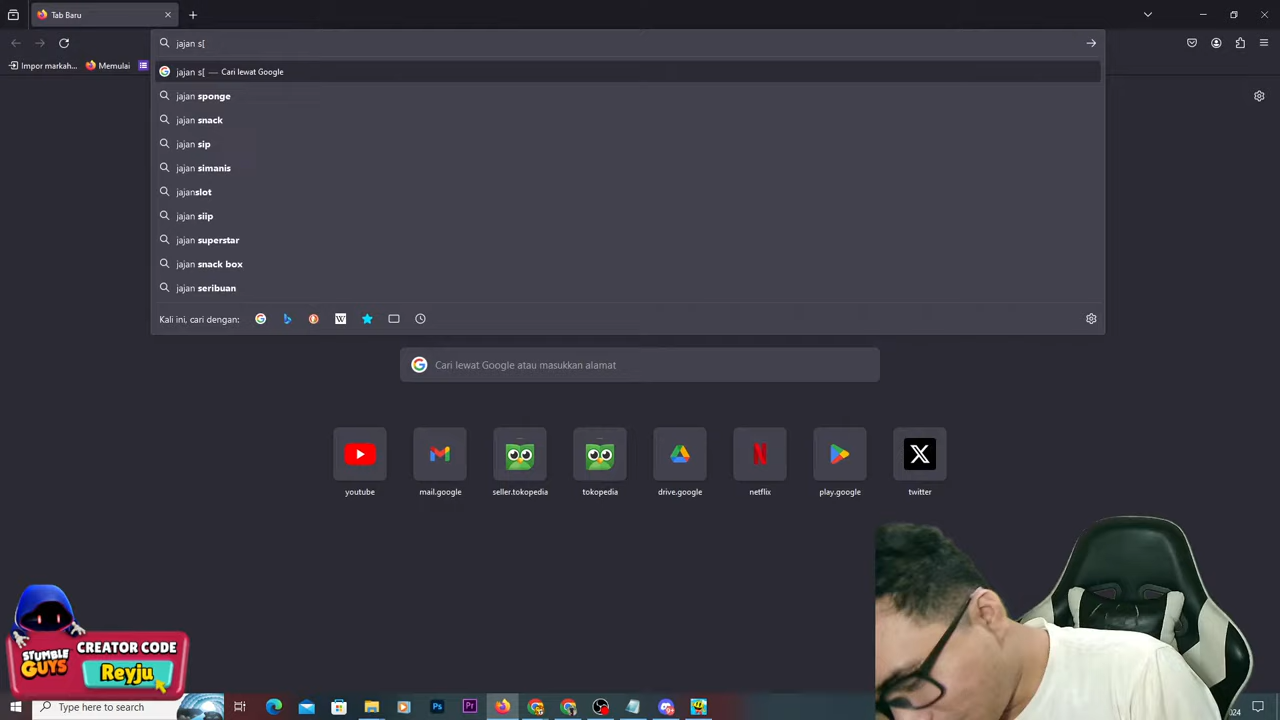 Tab Baru
jajan s[
Impor markah...
Memulai
jajan s[ — Cari lewat Google
jajan sponge
jajan snack
jajan sip
jajan simanis
jajanslot
jajan siip
jajan superstar
jajan snack box
jajan seribuan
Kali ini, cari dengan:
Cari lewat Google atau masukkan alamat
youtube
mail.google
seller.tokopedia
tokopedia
drive.google
netflix
play.google
twitter
STUMBLE GUYS
CREATOR CODE
Reyju
Type here to search